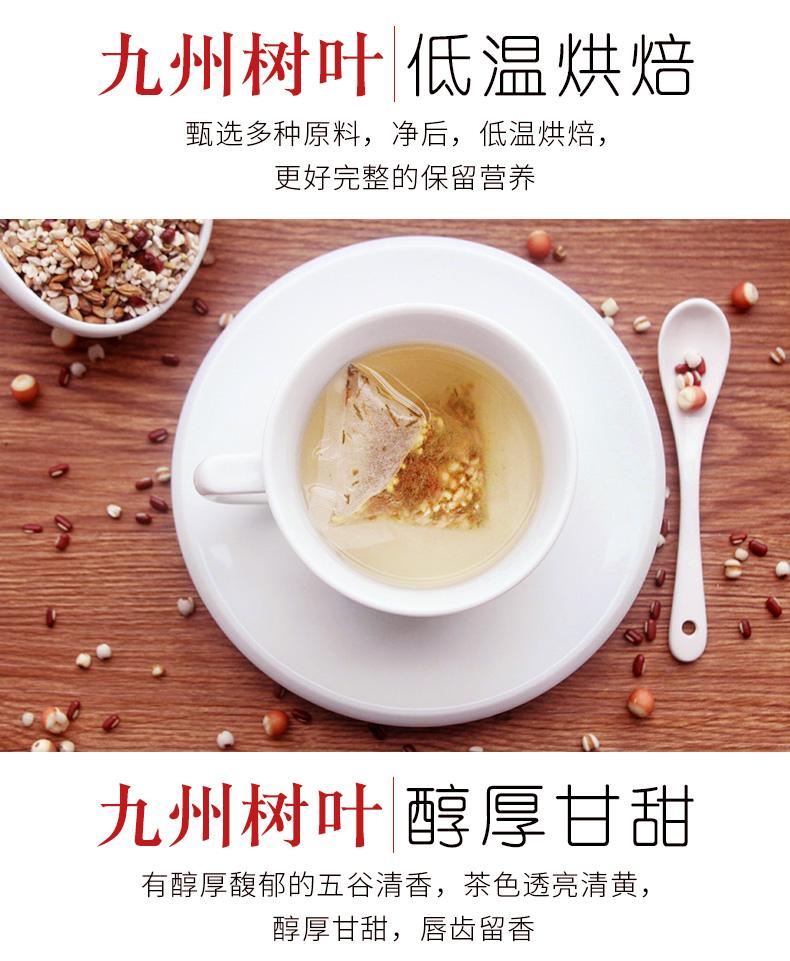 九州树叶|低温烘焙
甄选多种原料，净后，低温烘焙，
更好完整的保留营养
九州树叶|醇厚甘甜
有醇厚馥郁的五谷清香，茶色透亮清黄，
醇厚甘甜，唇齿留香